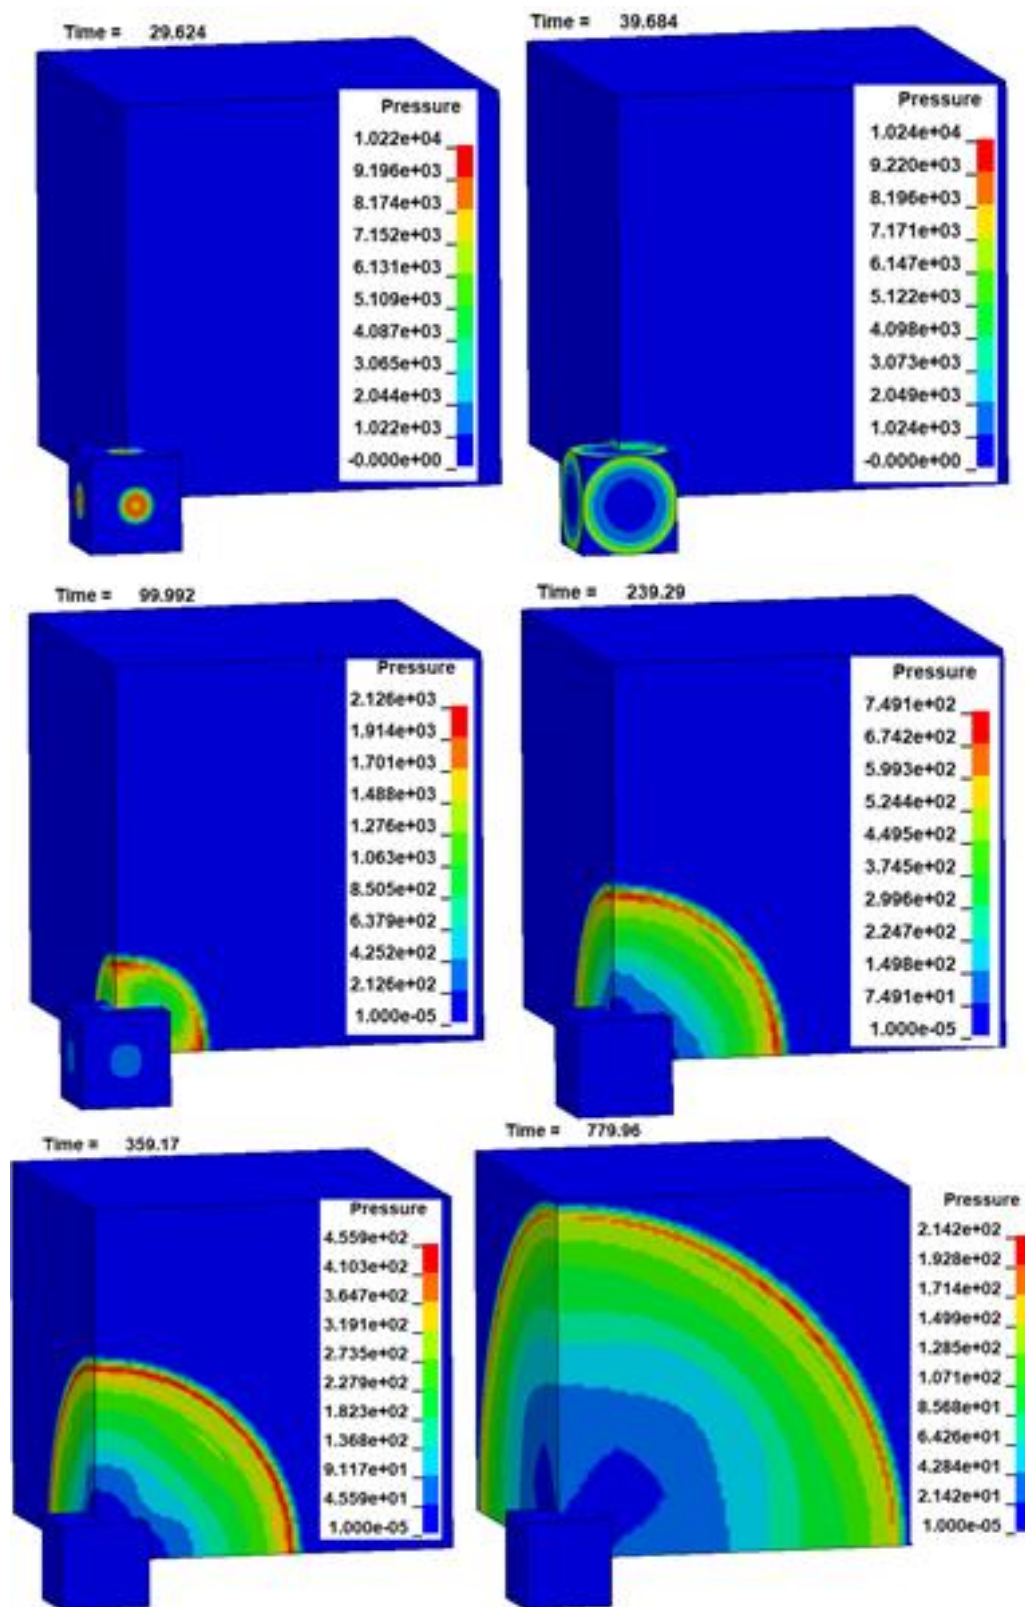 Time = 29.624
Pressure
1.022e+04
9.196e+03
8.174e+03
7.152e+03
6.131e+03
5.109e+03
4.087e+03
3.065e+03
2.044e+03
1.022e+03
-0.000e+00
Time = 39.684
Pressure
1.024e+04
9.220e+03
8.196e+03
7.171e+03
6.147e+03
5.122e+03
4.098e+03
3.073e+03
2.049e+03
1.024e+03
-0.000e+00
Time = 99.992
Pressure
2.126e+03
1.914e+03
1.701e+03
1.488e+03
1.276e+03
1.063e+03
8.505e+02
6.379e+02
4.252e+02
2.126e+02
1.000e-05
Time = 239.29
Pressure
7.491e+02
6.742e+02
5.993e+02
5.244e+02
4.495e+02
3.745e+02
2.996e+02
2.247e+02
1.498e+02
7.491e+01
1.000e-05
Time = 359.17
Pressure
4.559e+02
4.103e+02
3.647e+02
3.191e+02
2.735e+02
2.279e+02
1.823e+02
1.368e+02
9.117e+01
4.559e+01
1.000e-05
Time = 779.96
Pressure
2.142e+02
1.928e+02
1.714e+02
1.499e+02
1.285e+02
1.071e+02
8.568e+01
6.426e+01
4.284e+01
2.142e+01
1.000e-05